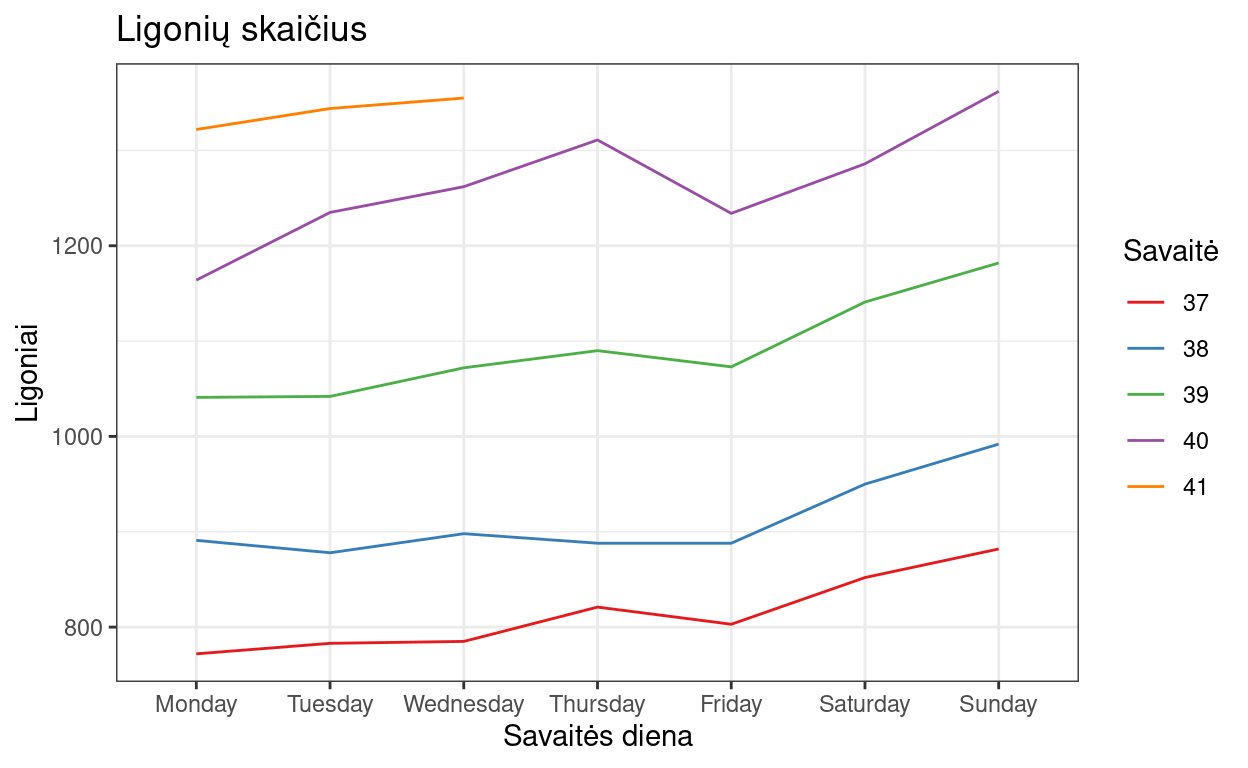 Ligonių skaičius
Ligoniai
1200
1000
800
Monday Tuesday Wednesday Thursday Friday Saturday Sunday
Savaitės diena
Savaitė
37
38
39
40
41